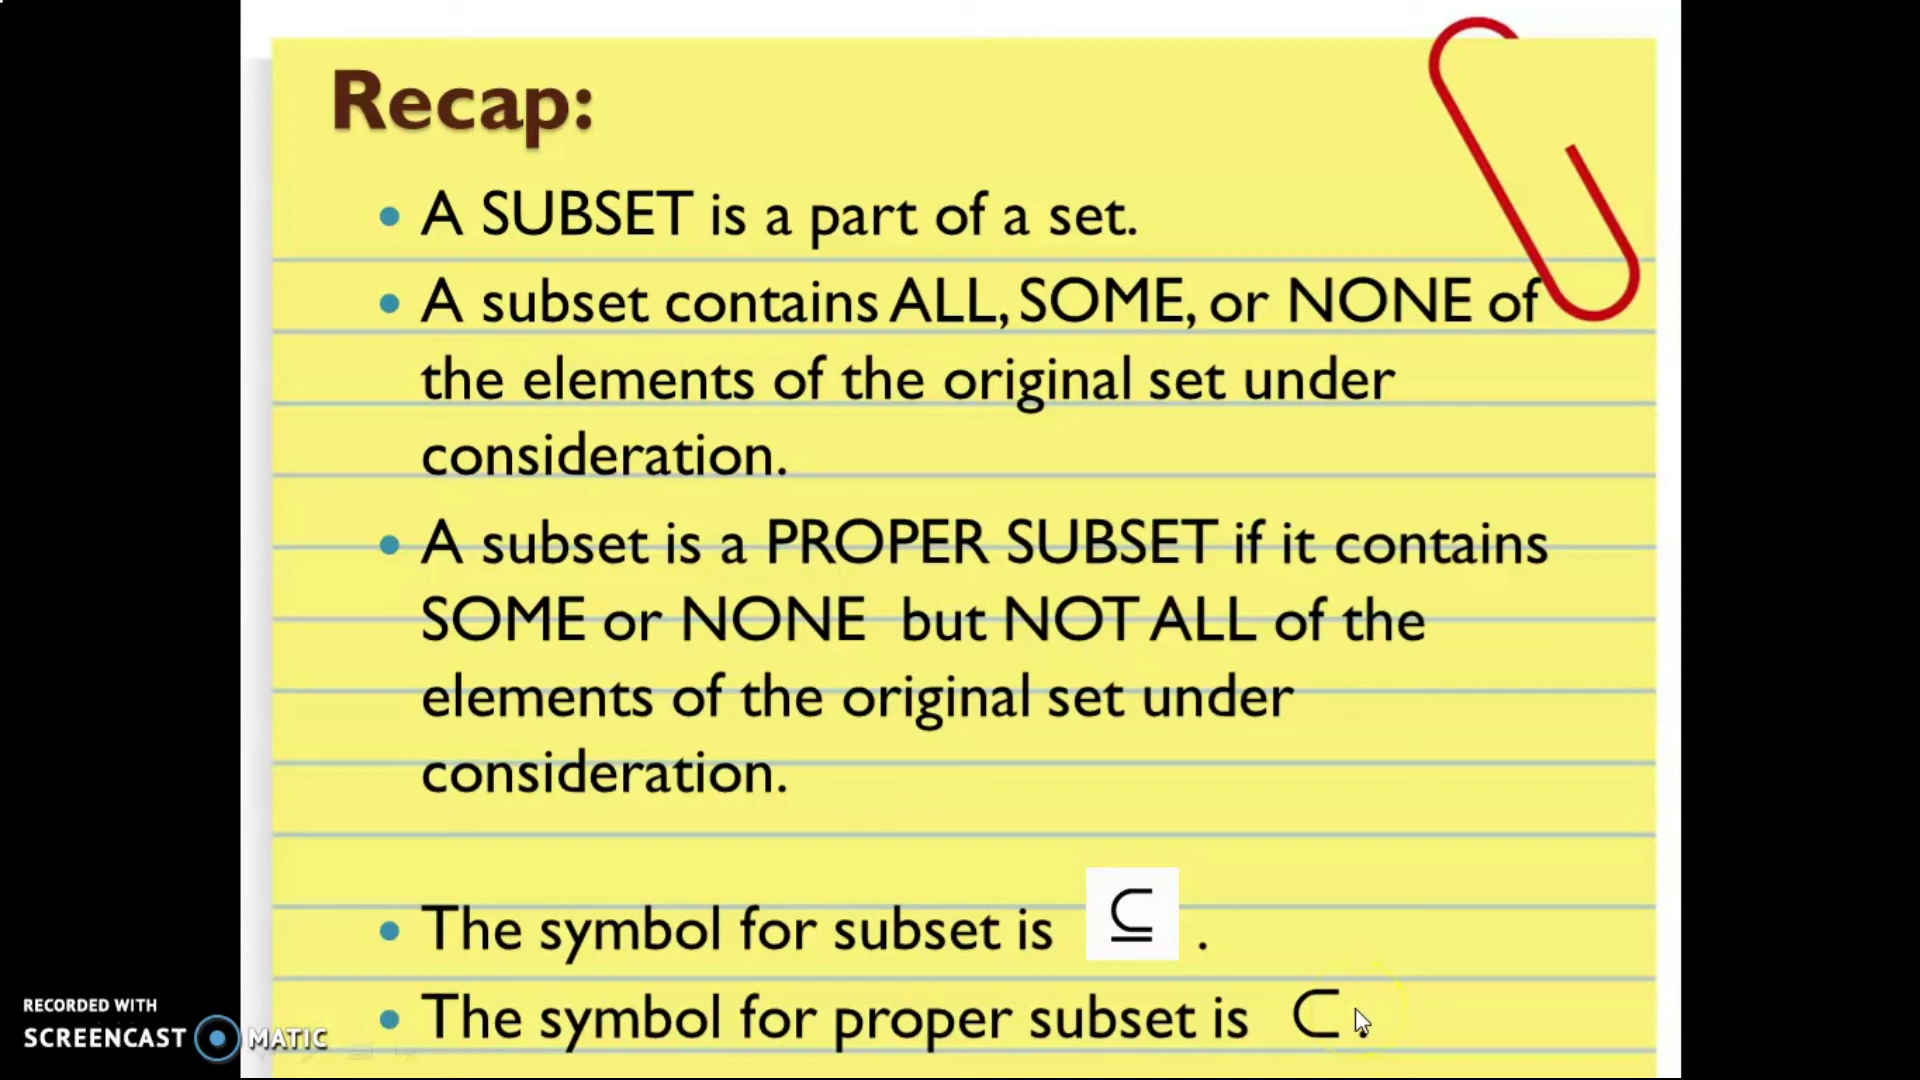 Recap:
• A SUBSET is a part of a set.
• A subset contains ALL, SOME, or NONE of
the elements of the original set under
consideration.
• A subset is a PROPER SUBSET if it contains
SOME or NONE but NOT ALL of the
elements of the original set under
consideration.
• The symbol for subset is ⊆ .
• The symbol for proper subset is ⊂ .
RECORDED WITH
SCREENCAST MATIC